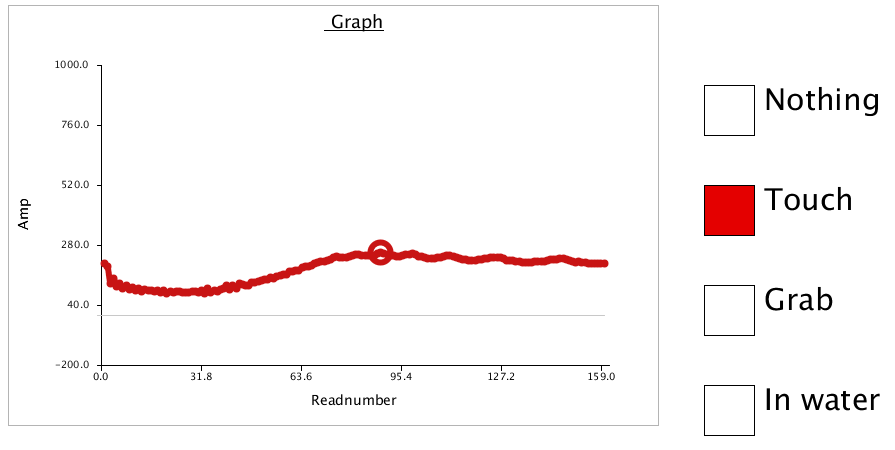 Graph
1000.0
760.0
520.0
280.0
40.0
-200.0
Amp
0.0 31.8 63.6 95.4 127.2 159.0
Readnumber
Nothing
Touch
Grab
In water